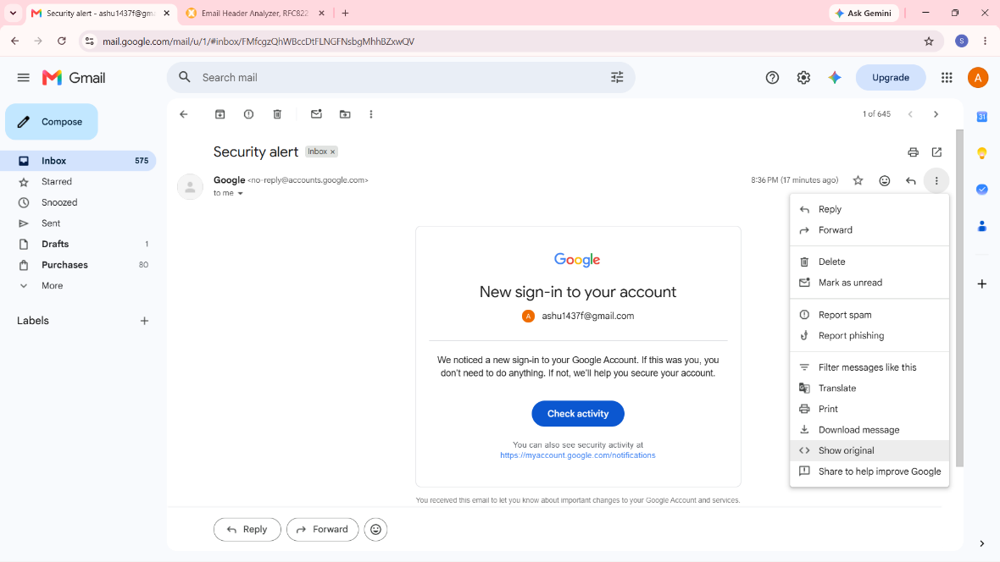 Security alert - ashu1437f@gma
Email Header Analyzer, RFC822
Ask Gemini
mail.google.com/mail/u/1/#inbox/FMfcgzQhWBccDtFLNGFNsbgMhhBZxwQV
S
Gmail
Search mail
Upgrade
A
Compose
1 of 645
31
Inbox 575
Starred
Snoozed
Sent
Drafts 1
Purchases 80
More
Labels
Security alert Inbox x
Google <no-reply@accounts.google.com>
8:36 PM (17 minutes ago)
to me
Google
New sign-in to your account
A ashu1437f@gmail.com
We noticed a new sign-in to your Google Account. If this was you, you
don't need to do anything. If not, we'll help you secure your account.
Check activity
You can also see security activity at
https://myaccount.google.com/notifications
You received this email to let you know about important changes to your Google Account and services.
Reply
Forward
Delete
Mark as unread
Report spam
Report phishing
Filter messages like this
Translate
Print
Download message
Show original
Share to help improve Google
Reply
Forward